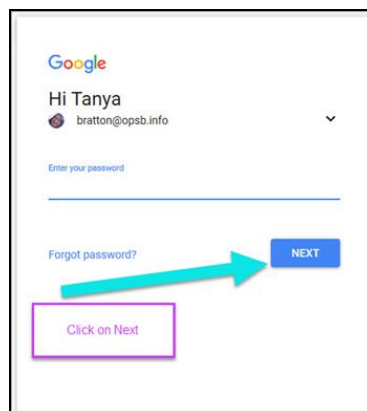 Google
Hi Tanya
bratton@opsb.info
Enter your password
Forgot password?
NEXT
Click on Next